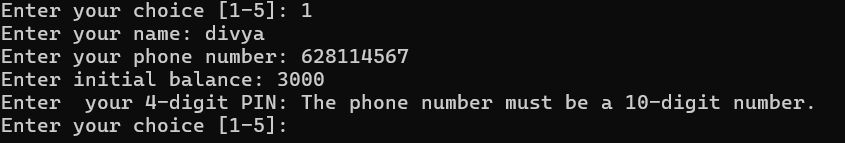 Enter your choice [1-5]: 1
Enter your name: divya
Enter your phone number: 628114567
Enter initial balance: 3000
Enter  your 4-digit PIN: The phone number must be a 10-digit number.
Enter your choice [1-5]: